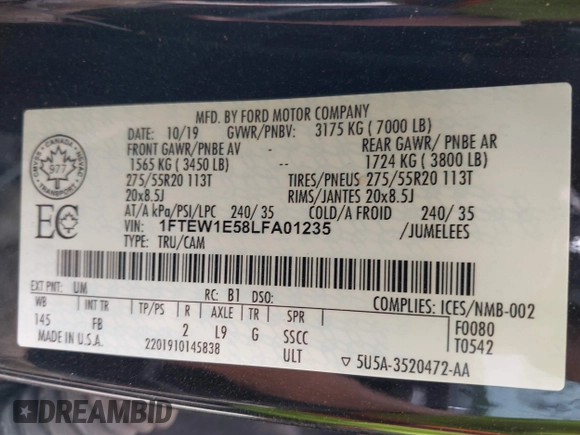 MFD. BY FORD MOTOR COMPANY
10/19 GVWR/PNBV: 3175 KG ( 7000 LB)
FRONT GAWR/PNBE AV - REAR GAWR/ PNBE AR
1565 KG ( 3450 LB) -- 1724 KG ( 3800 LB)
275/55R20 113T TIRES/PNEUS 275/55R20 113T
20x8.5J RIMS/JANTES 20x8.5J
AT/A kPa/PSI/LPC 240/ 35 COLD/A FROID 240/ 35
VIN: 1FTEW1E58LFA01235 /JUMELEES
TYPE: TRU/CAM
CANADA
977
EC
EXT PNT: UM RC: B1 DSO: COMPLIES: ICES/NMB-002
WB INT TR TP/PS R AXLE TR SPR F0080
145 FB 2 L9 G SSCC T0542
MADE IN U.S.A. 2201910145838 ULT ▽ 5U5A-3520472-AA
DREAMBID